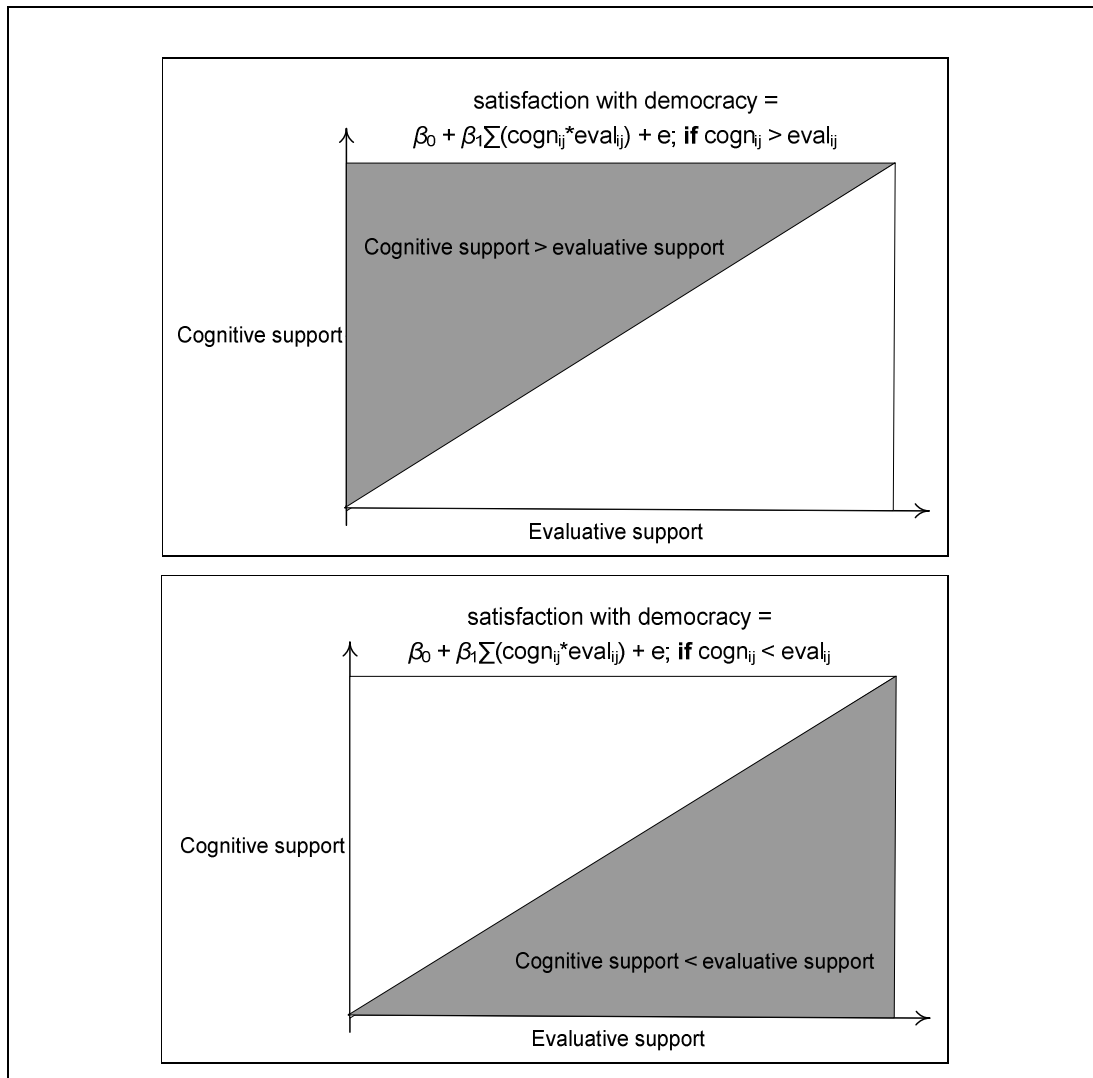 satisfaction with democracy =
β₀ + β₁∑(cognᵢⱼ*evalᵢⱼ) + e; if cognᵢⱼ > evalᵢⱼ
Cognitive support > evaluative support
Cognitive support
Evaluative support
satisfaction with democracy =
β₀ + β₁∑(cognᵢⱼ*evalᵢⱼ) + e; if cognᵢⱼ < evalᵢⱼ
Cognitive support
Cognitive support < evaluative support
Evaluative support